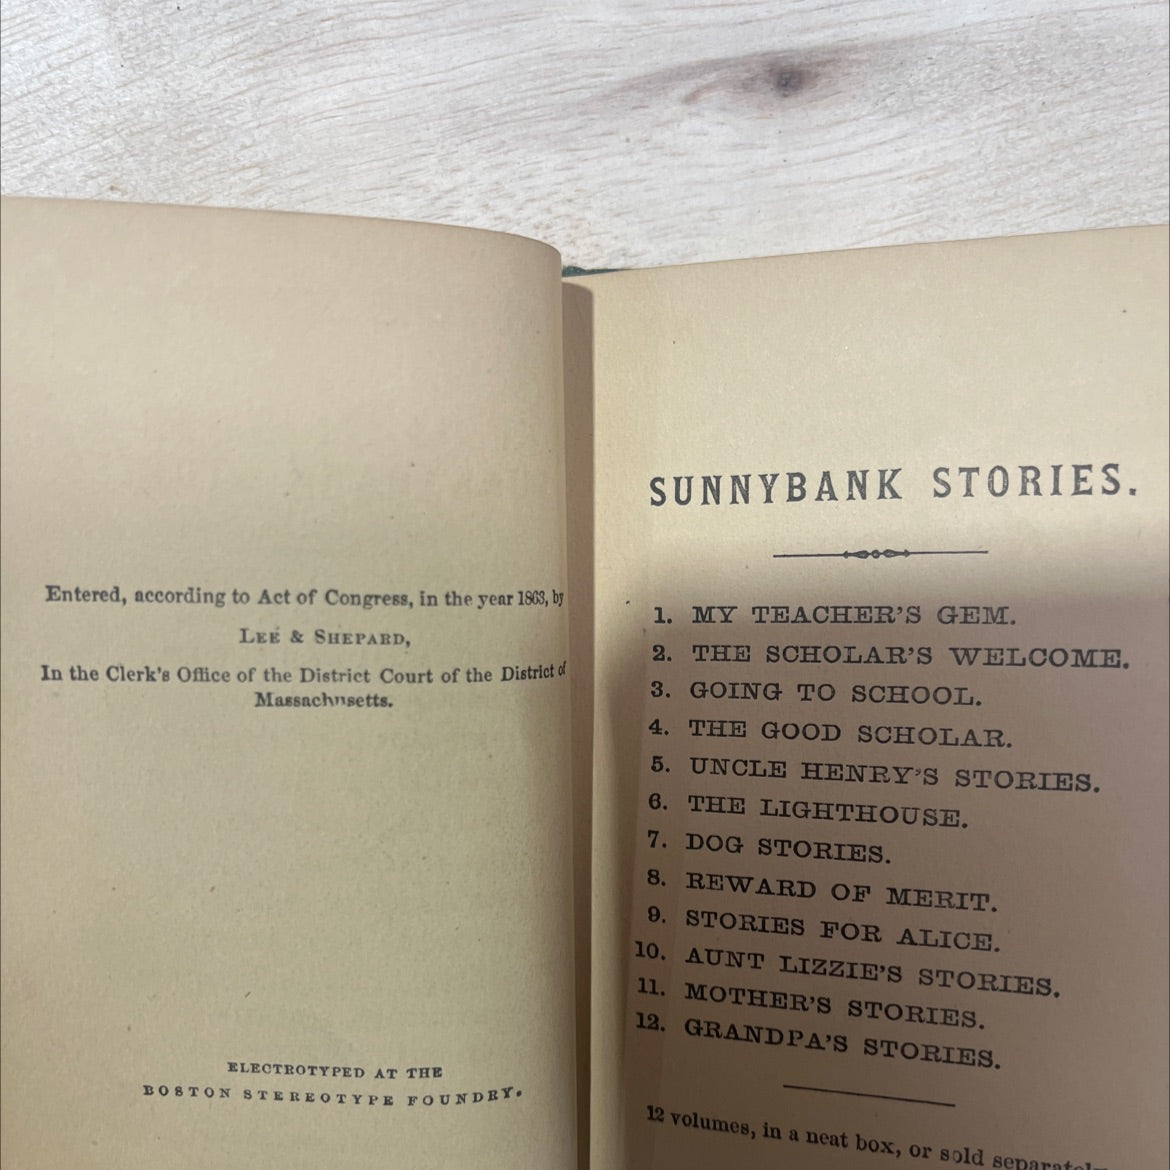 Entered, according to Act of Congress, in the year 1863, by
LEE & SHEPARD,
In the Clerk's Office of the District Court of the District of
Massachusetts.
ELECTROTYPED AT THE
BOSTON STEREOTYPE FOUNDRY.
SUNNYBANK STORIES.
1. MY TEACHER'S GEM.
2. THE SCHOLAR'S WELCOME.
3. GOING TO SCHOOL.
4. THE GOOD SCHOLAR.
5. UNCLE HENRY'S STORIES.
6. THE LIGHTHOUSE.
7. DOG STORIES.
8. REWARD OF MERIT.
9. STORIES FOR ALICE.
10. AUNT LIZZIE'S STORIES.
11. MOTHER'S STORIES.
12. GRANDPA'S STORIES.
12 volumes, in a neat box, or sold